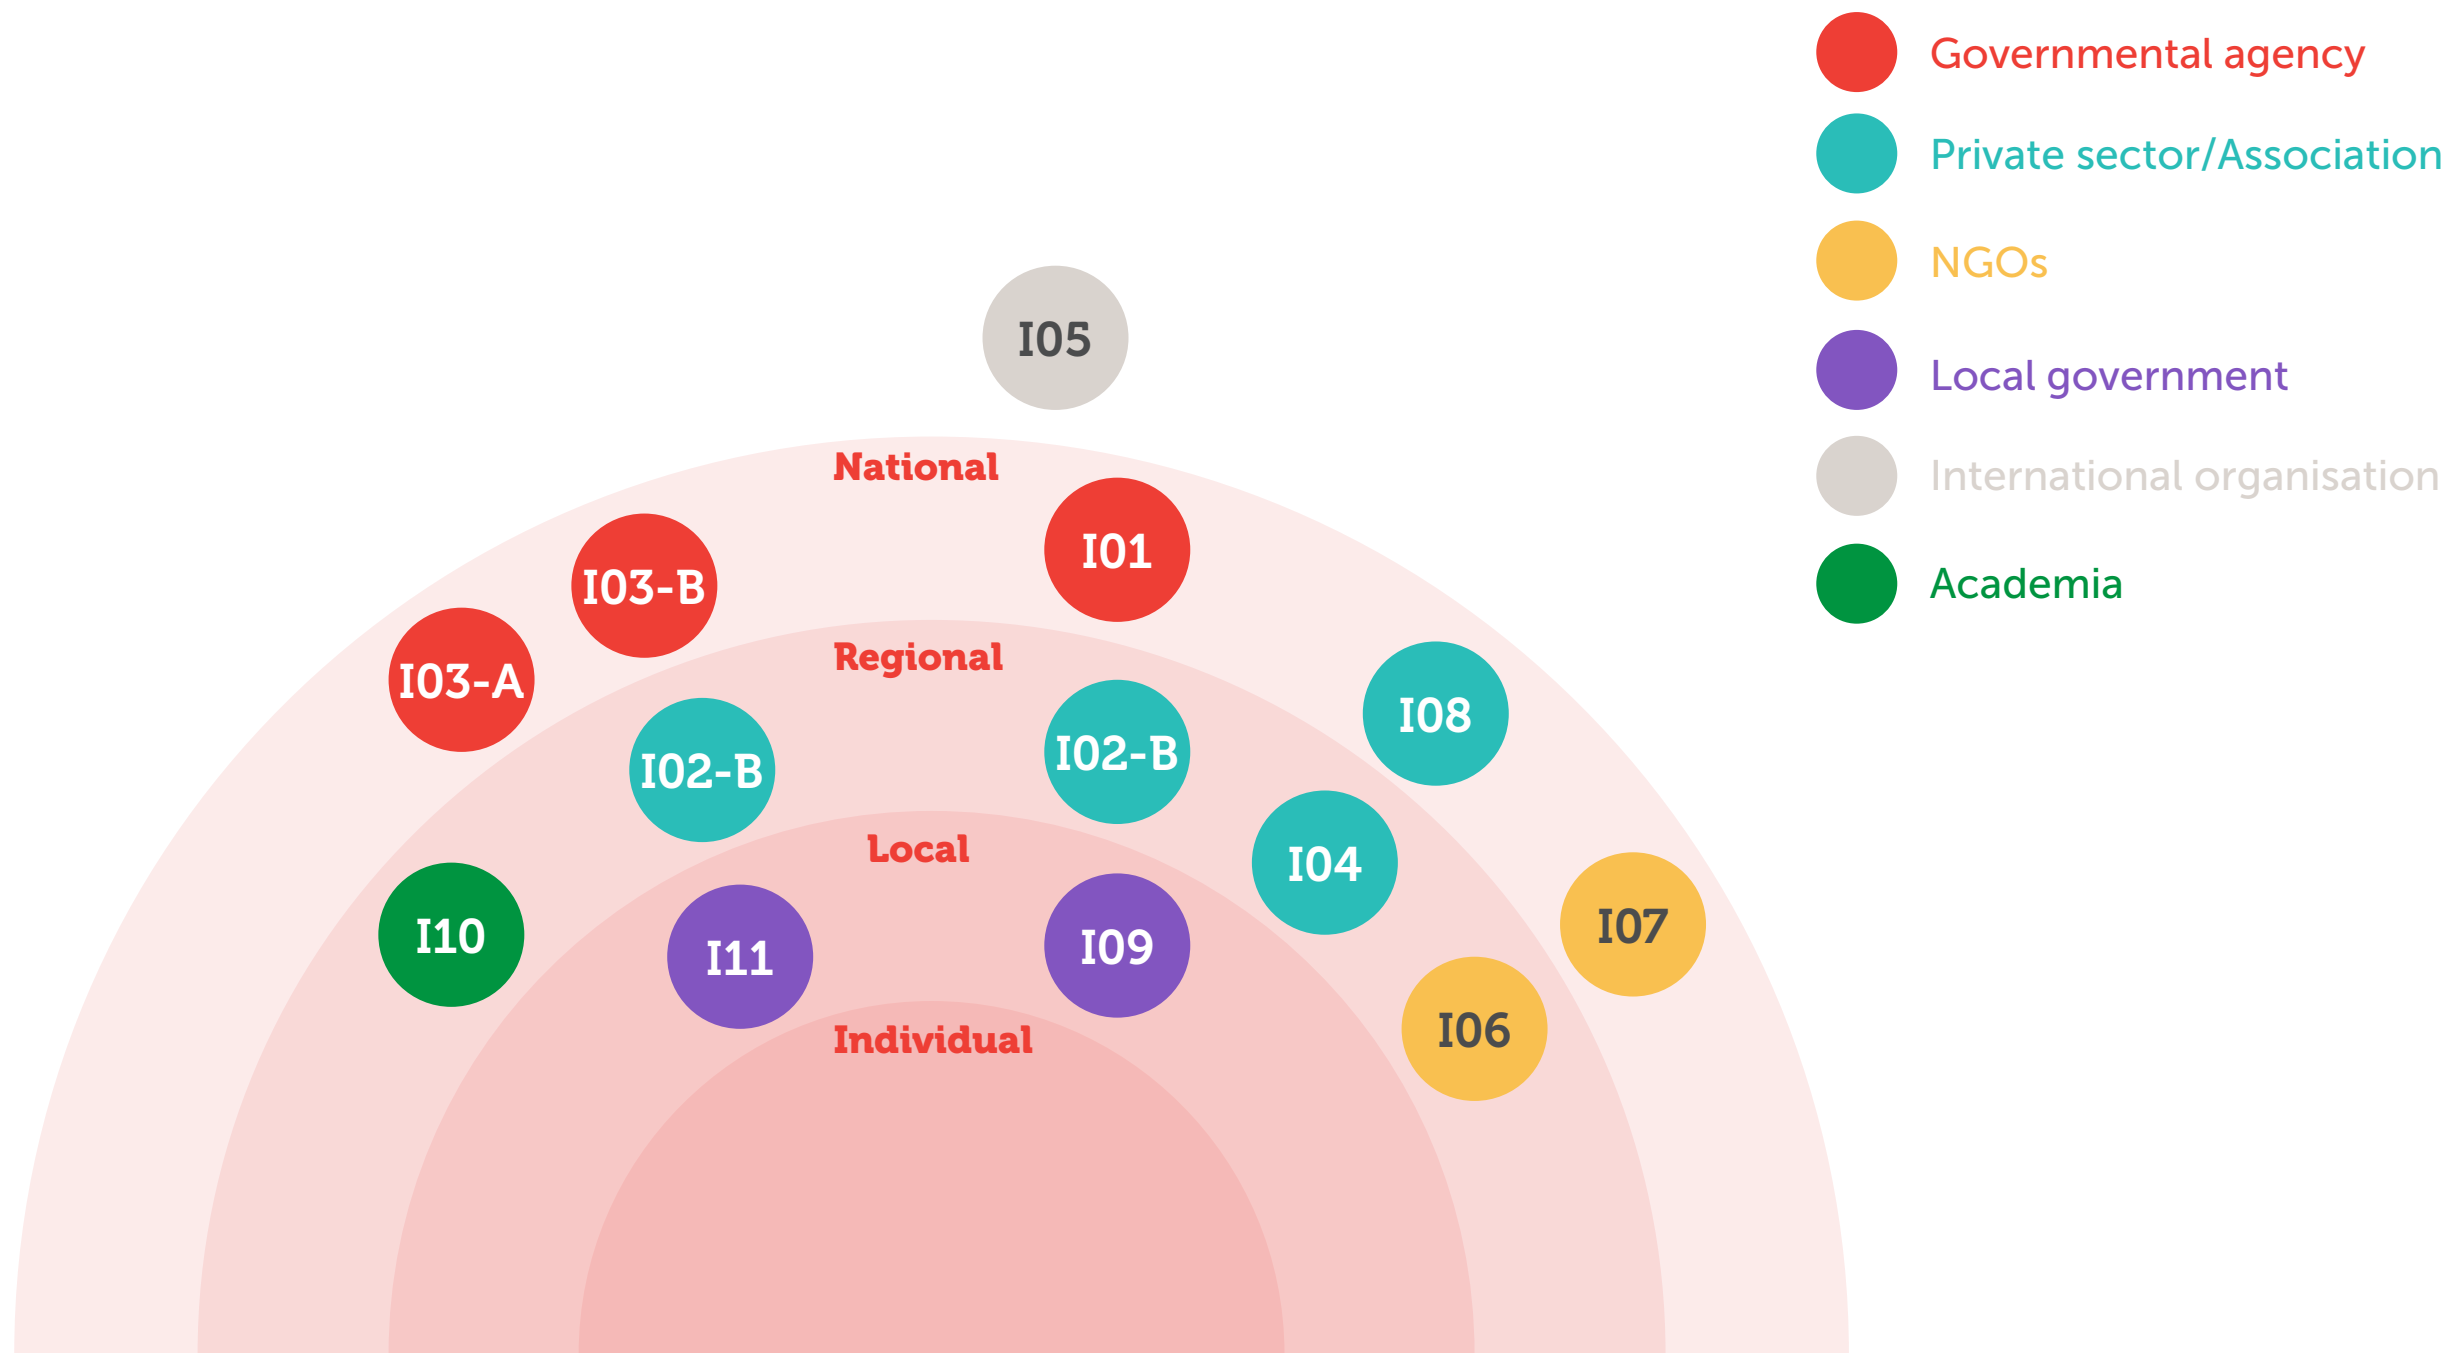 Governmental agency
Private sector/Association
NGOs
Local government
International organisation
Academia
I05
National
I01
I03-B
I03-A
Regional
I08
I02-B
I02-B
Local
I04
I07
I10
I11
I09
I06
Individual